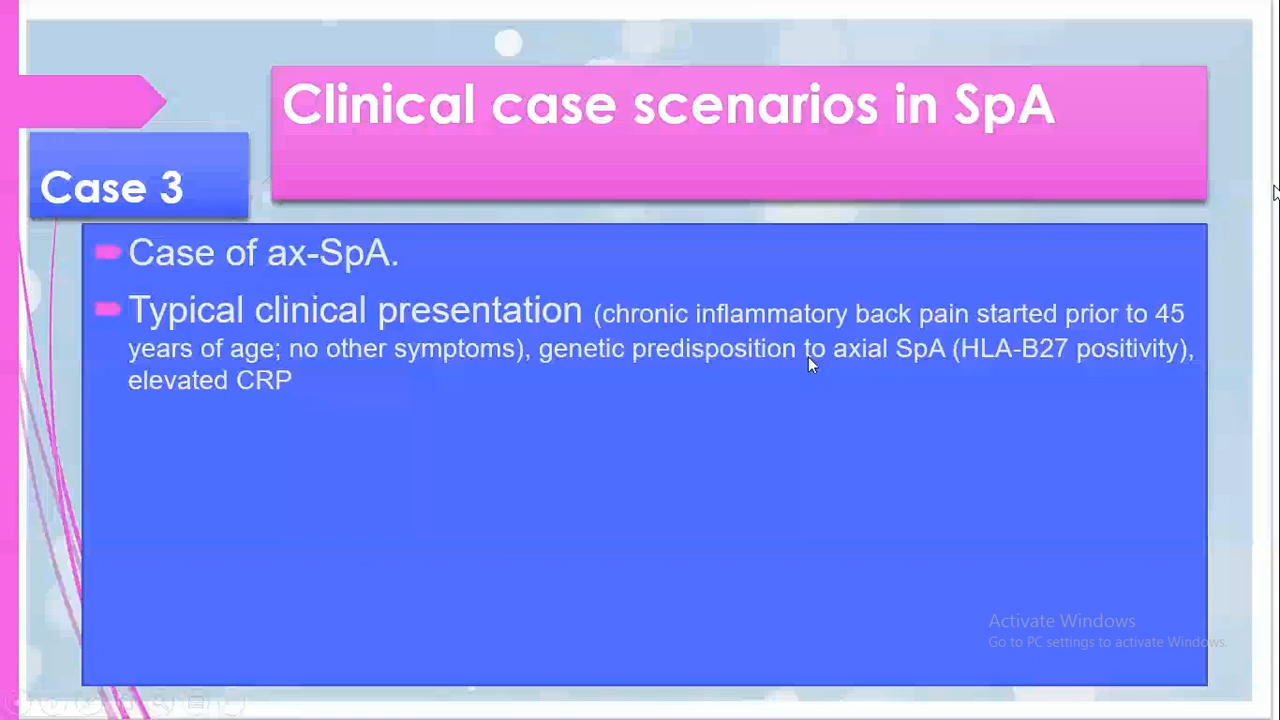 Clinical case scenarios in SpA
Case 3
Case of ax-SpA.
Typical clinical presentation (chronic inflammatory back pain started prior to 45
years of age; no other symptoms), genetic predisposition to axial SpA (HLA-B27 positivity),
elevated CRP
Activate Windows
Go to PC settings to activate Windows.